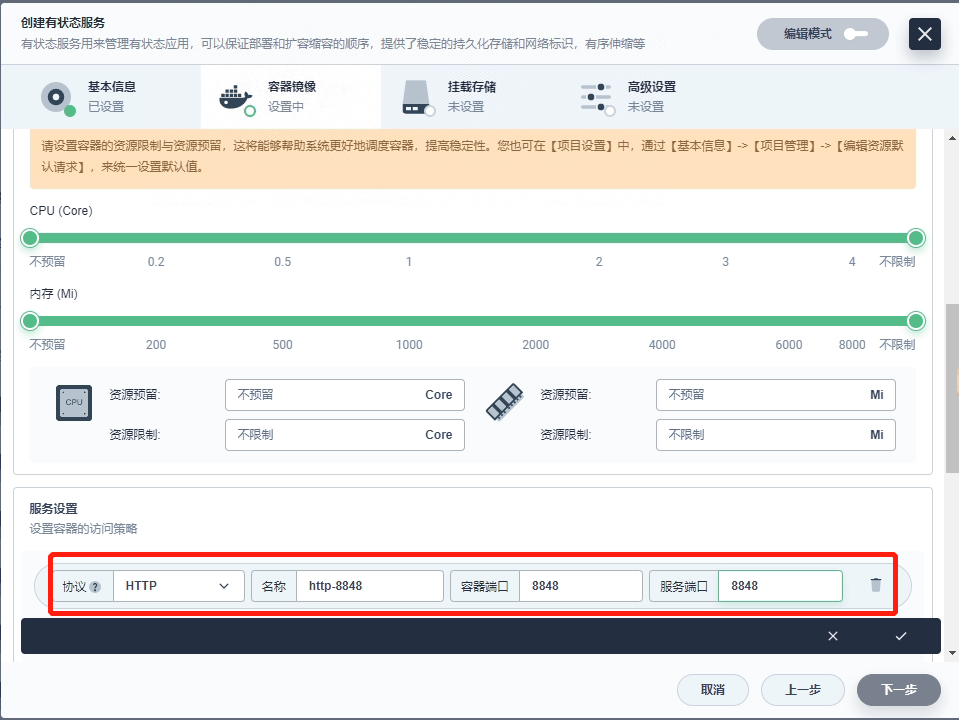 创建有状态服务
有状态服务用来管理有状态应用，可以保证部署和扩容缩容的顺序，提供了稳定的持久化存储和网络标识，有序伸缩等
编辑模式
基本信息
已设置
容器镜像
设置中
挂载存储
未设置
高级设置
未设置
请设置容器的资源限制与资源预留，这将能够帮助系统更好地调度容器，提高稳定性。您也可在【项目设置】中，通过【基本信息】->【项目管理】->【编辑资源默
认请求】，来统一设置默认值。
CPU (Core)
不预留 0.2 0.5 1 2 3 4 不限制
内存 (Mi)
不预留 200 500 1000 2000 4000 6000 8000 不限制
CPU
资源预留: 不预留 Core 资源预留: 不预留 Mi
资源限制: 不限制 Core 资源限制: 不限制 Mi
服务设置
设置容器的访问策略
协议 ? HTTP 名称 http-8848 容器端口 8848 服务端口 8848
取消 上一步 下一步